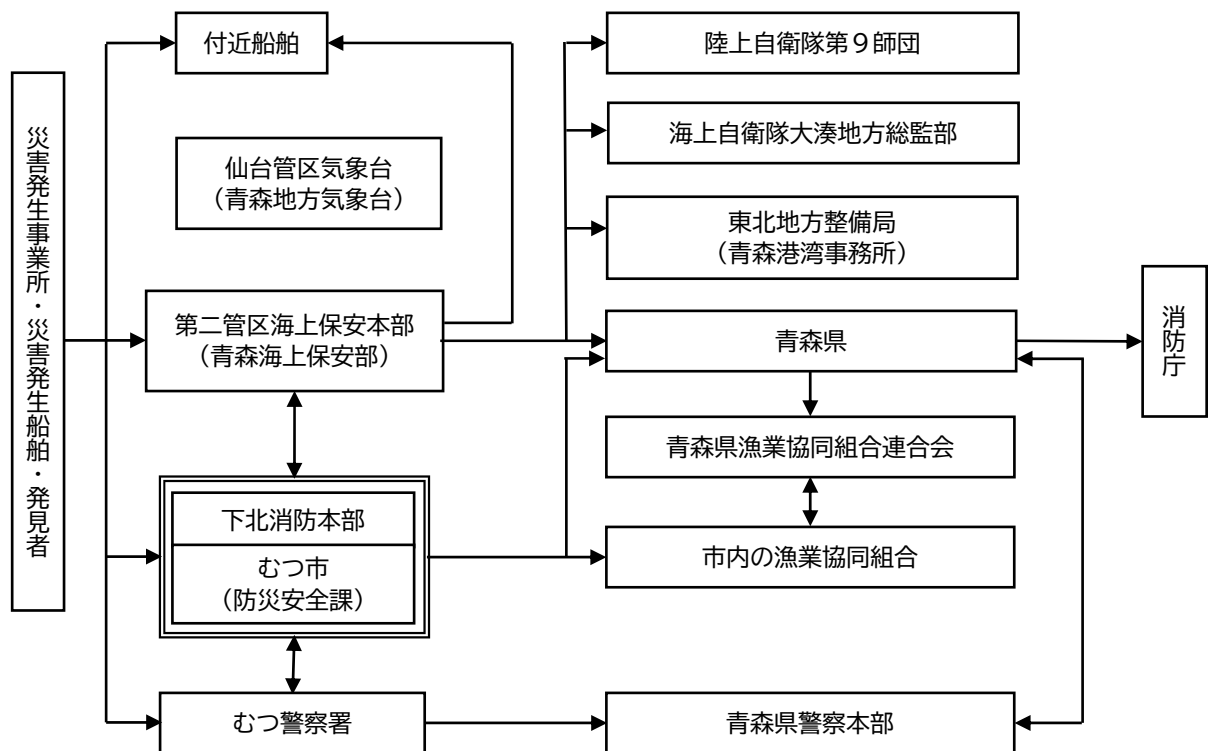 災害発生事業所・災害発生船舶・発見者
付近船舶
仙台管区気象台
（青森地方気象台）
第二管区海上保安本部
（青森海上保安部）
下北消防本部
むつ市
（防災安全課）
むつ警察署
陸上自衛隊第９師団
海上自衛隊大湊地方総監部
東北地方整備局
（青森港湾事務所）
青森県
青森県漁業協同組合連合会
市内の漁業協同組合
青森県警察本部
消防庁